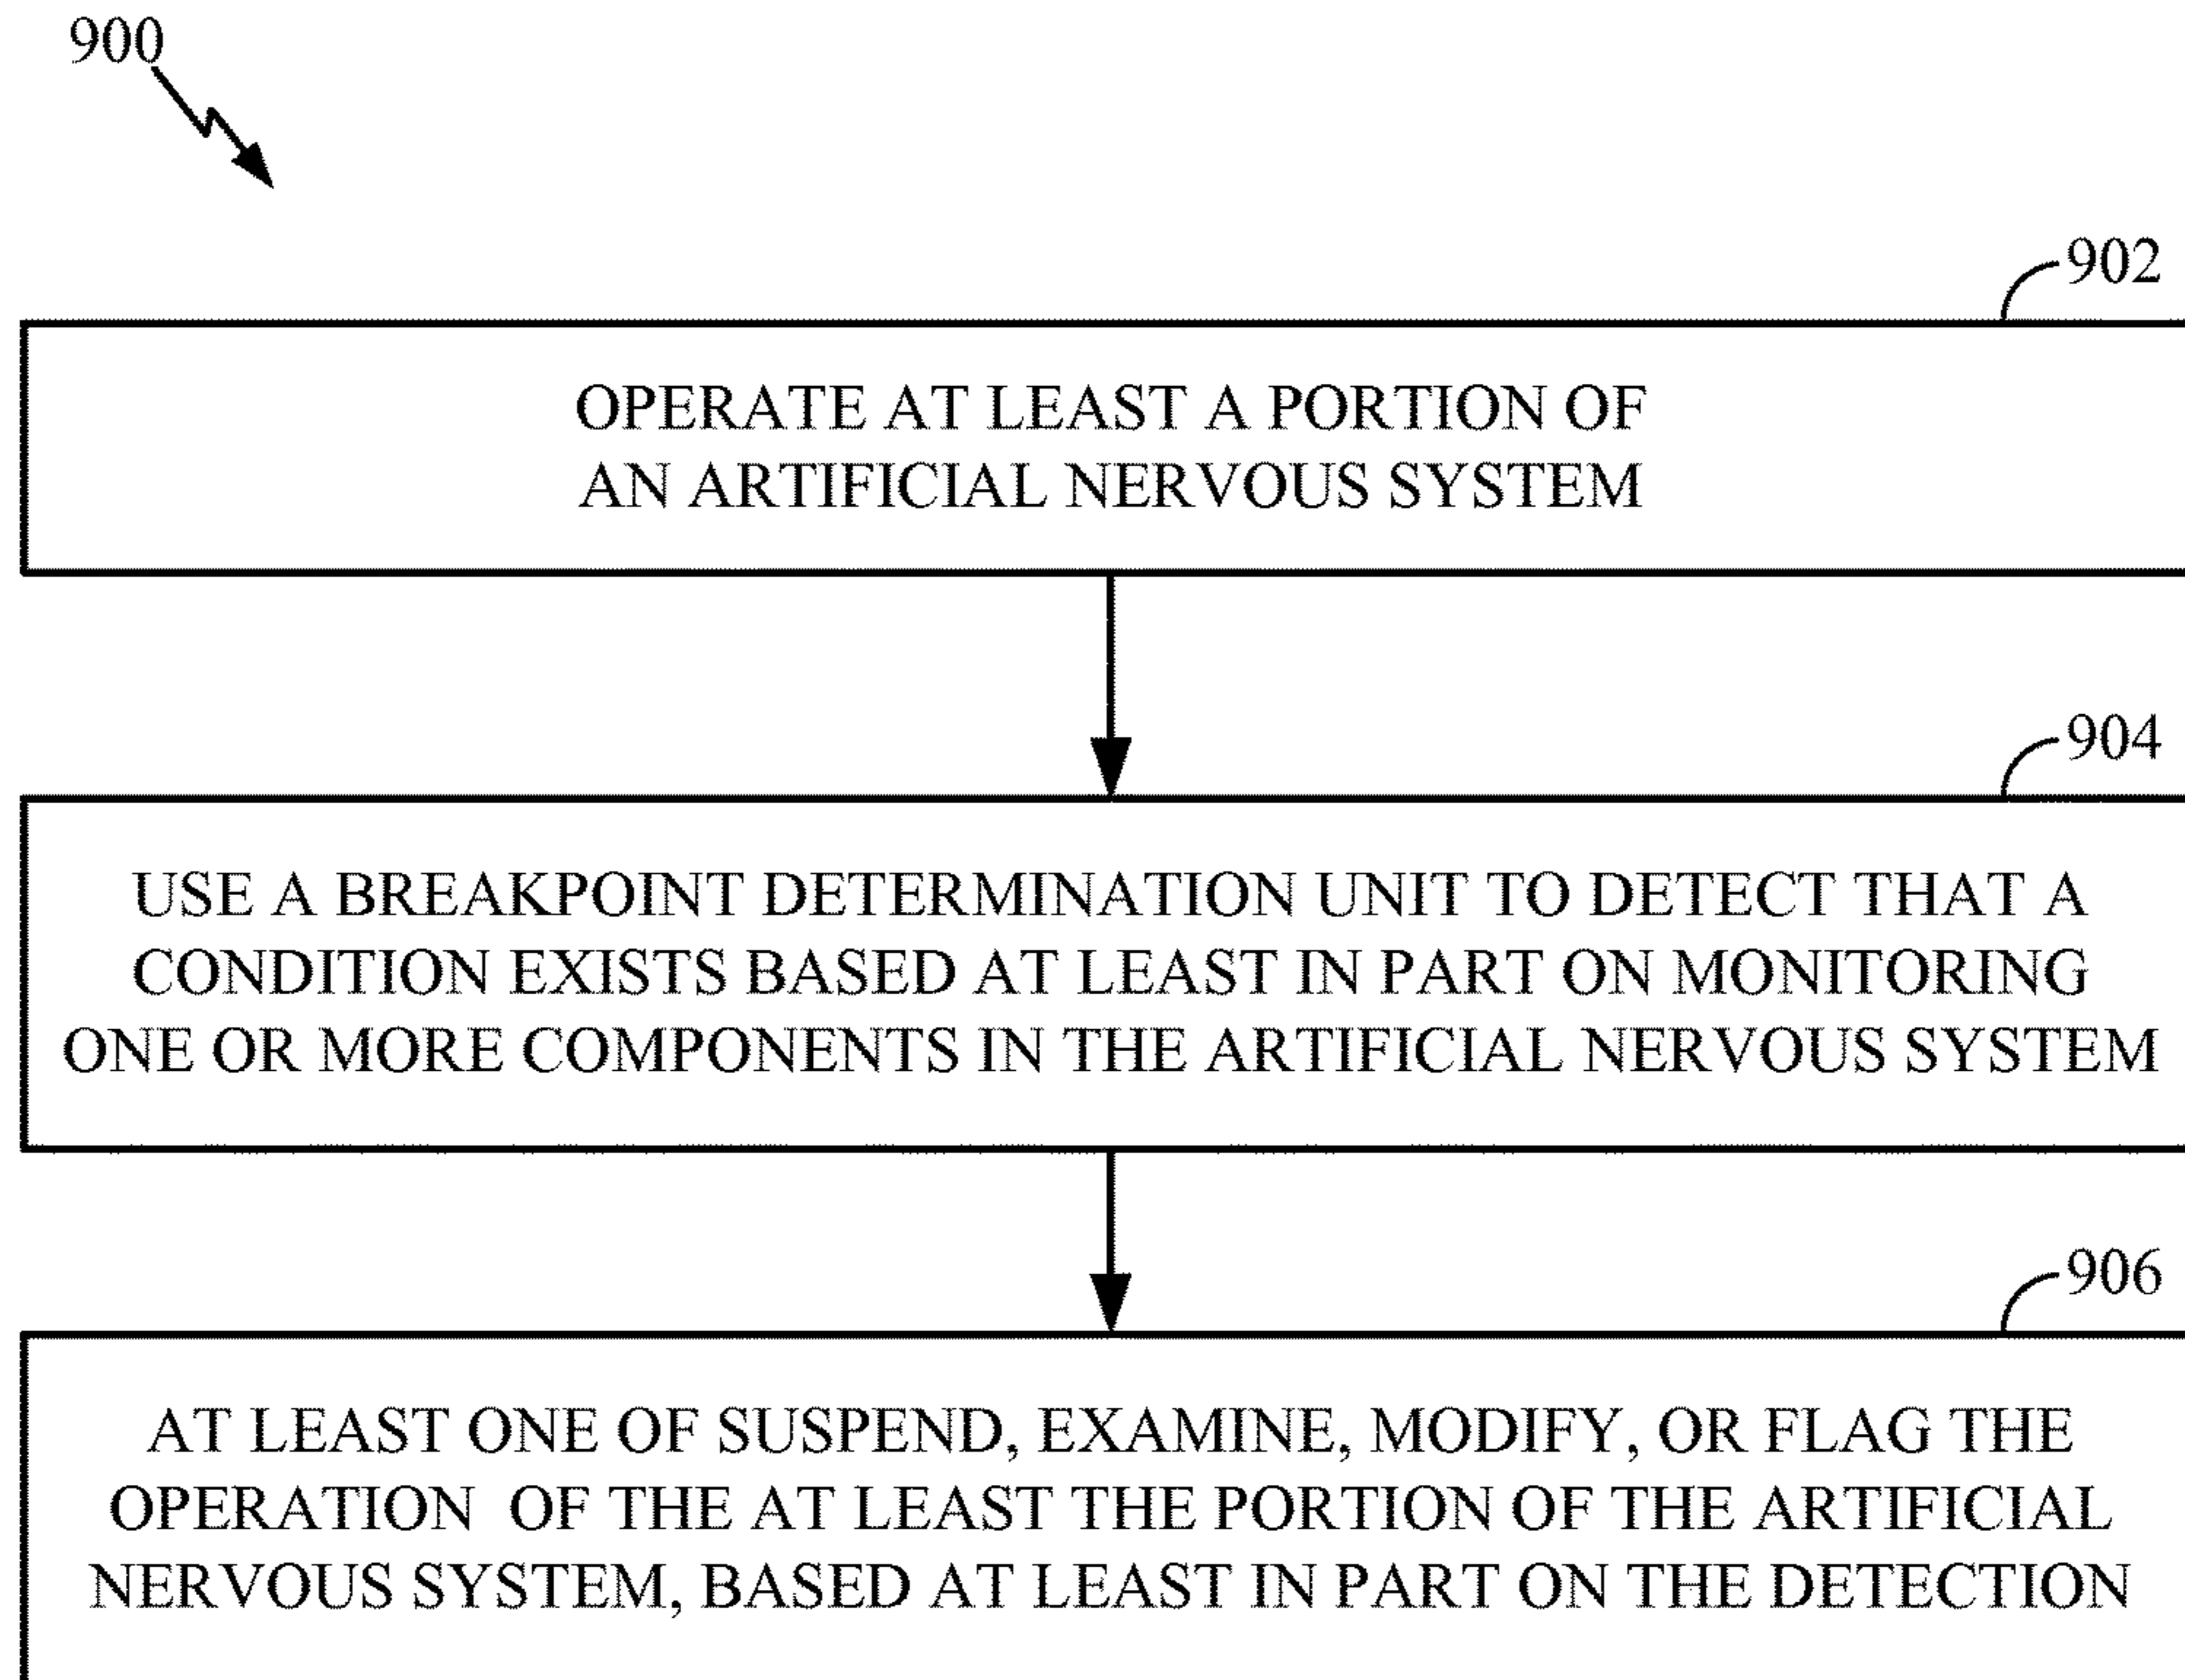 900
902
OPERATE AT LEAST A PORTION OF
AN ARTIFICIAL NERVOUS SYSTEM
904
USE A BREAKPOINT DETERMINATION UNIT TO DETECT THAT A
CONDITION EXISTS BASED AT LEAST IN PART ON MONITORING
ONE OR MORE COMPONENTS IN THE ARTIFICIAL NERVOUS SYSTEM
906
AT LEAST ONE OF SUSPEND, EXAMINE, MODIFY, OR FLAG THE
OPERATION OF THE AT LEAST THE PORTION OF THE ARTIFICIAL
NERVOUS SYSTEM, BASED AT LEAST IN PART ON THE DETECTION